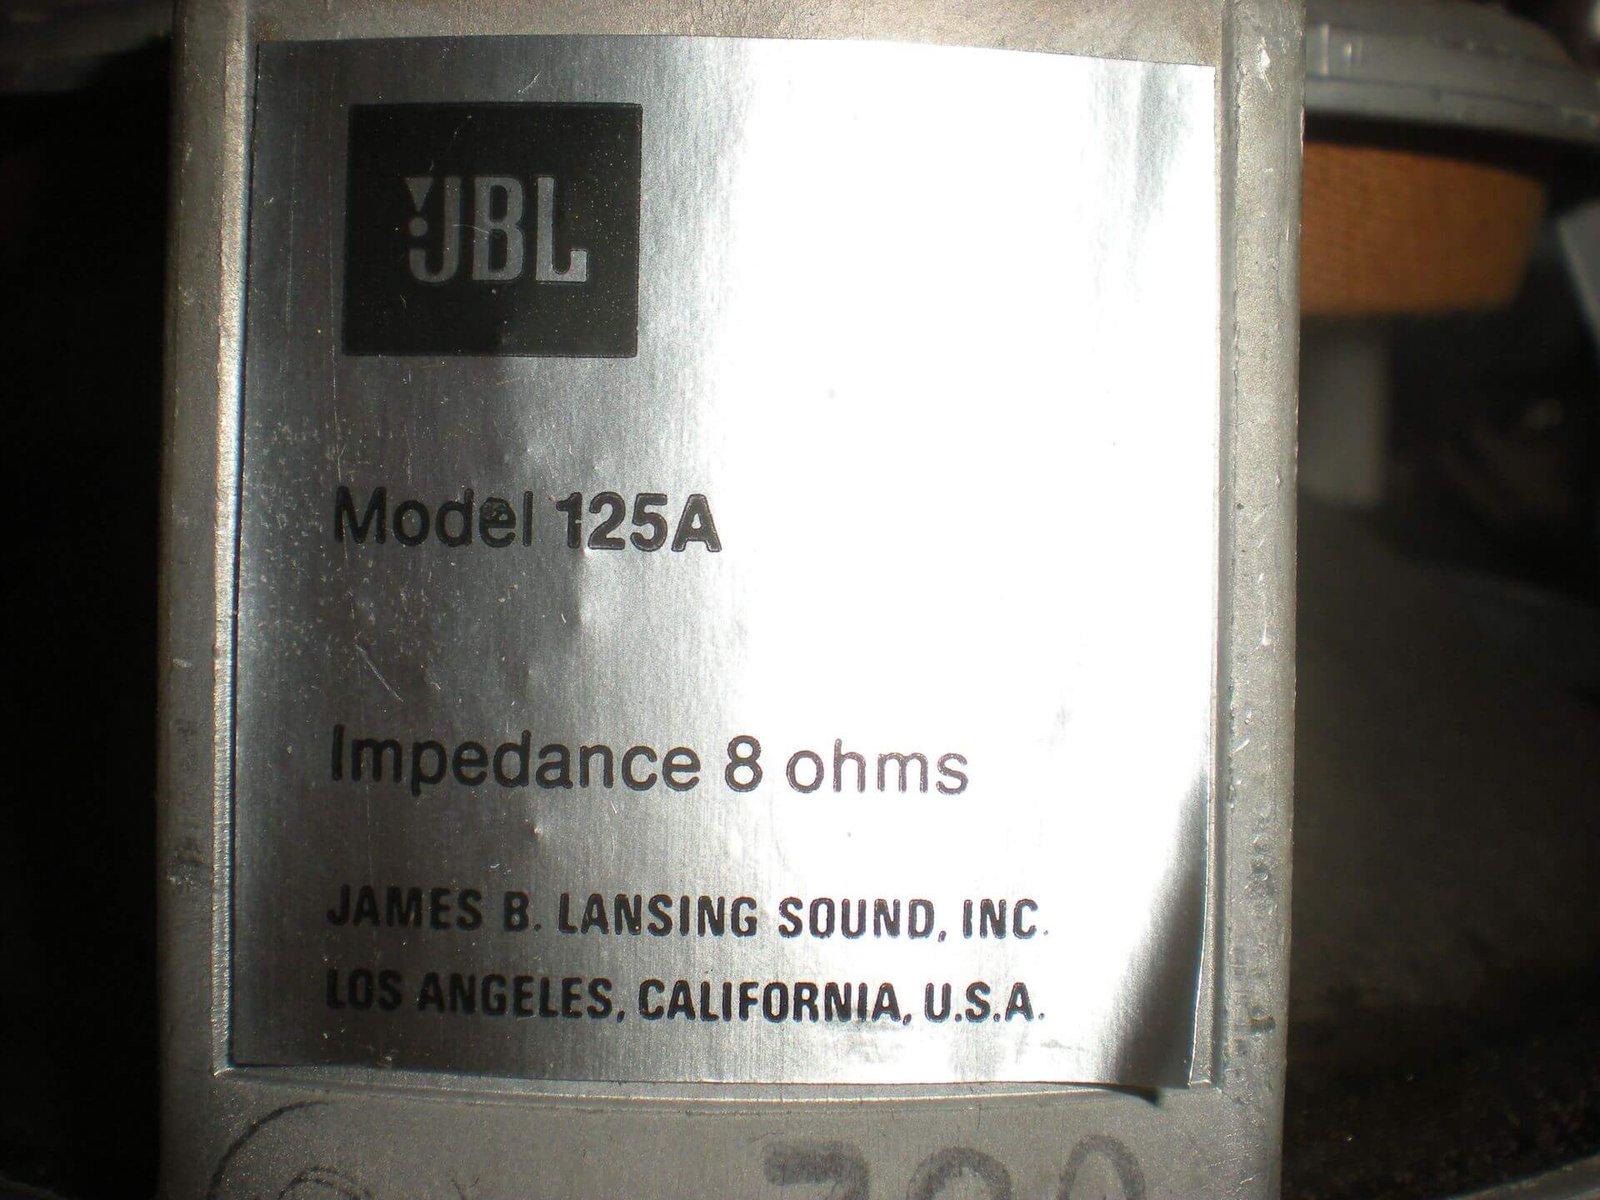 JBL
Model 125A
Impedance 8 ohms
JAMES B. LANSING SOUND, INC.
LOS ANGELES, CALIFORNIA, U.S.A.